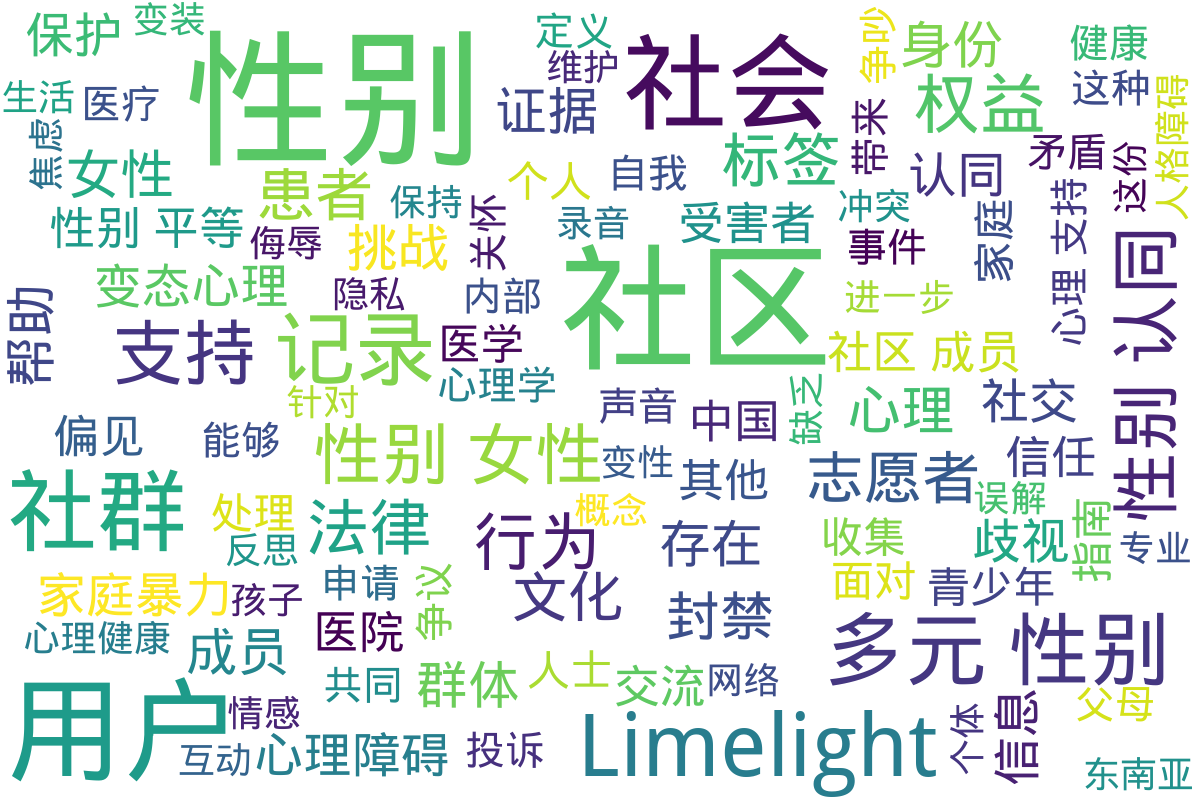 保护
变装
性别
定义
维护
社会
争吵
身份
健康
这种
人格障碍
生活
医疗
证据
权益
带来
焦虑
女性
患者
保持
个人
自我
标签
认同
矛盾
这份
性别 平等
侮辱
挑战
关怀
录音
受害者
冲突
事件
家庭
心理 支持
变态心理
隐私
内部
社区
进一步
性别 认同
帮助
支持
记录
医学
心理学
社区 成员
针对
声音
中国
缺乏
心理
社交
偏见
能够
性别 女性
变性
其他
志愿者
信任
社群
处理
反思
法律
行为
概念
存在
收集
误解
歧视
指南
专业
家庭暴力
孩子
申请
争议
文化
封禁
面对
青少年
心理健康
成员
医院
共同
群体
人士
交流
网络
多元 性别
用户
情感
互动
心理障碍
投诉
Limelight
个体
信息
父母
东南亚